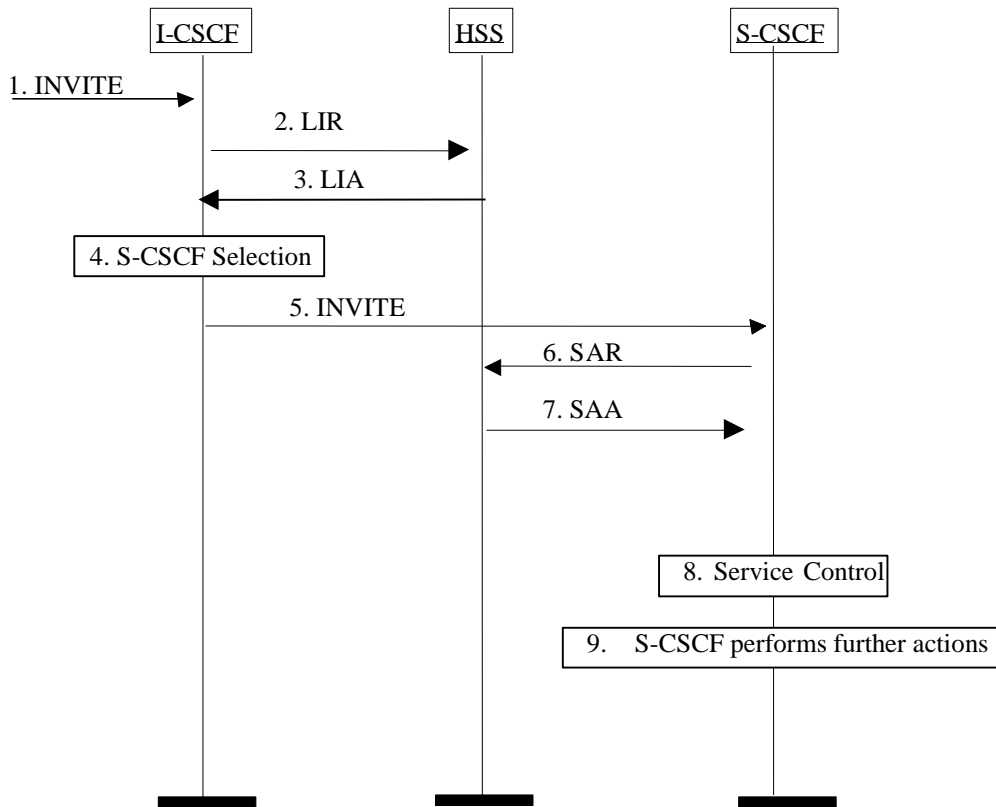 I-CSCF
HSS
S-CSCF
1. INVITE
2. LIR
3. LIA
4. S-CSCF Selection
5. INVITE
6. SAR
7. SAA
8. Service Control
9. S-CSCF performs further actions